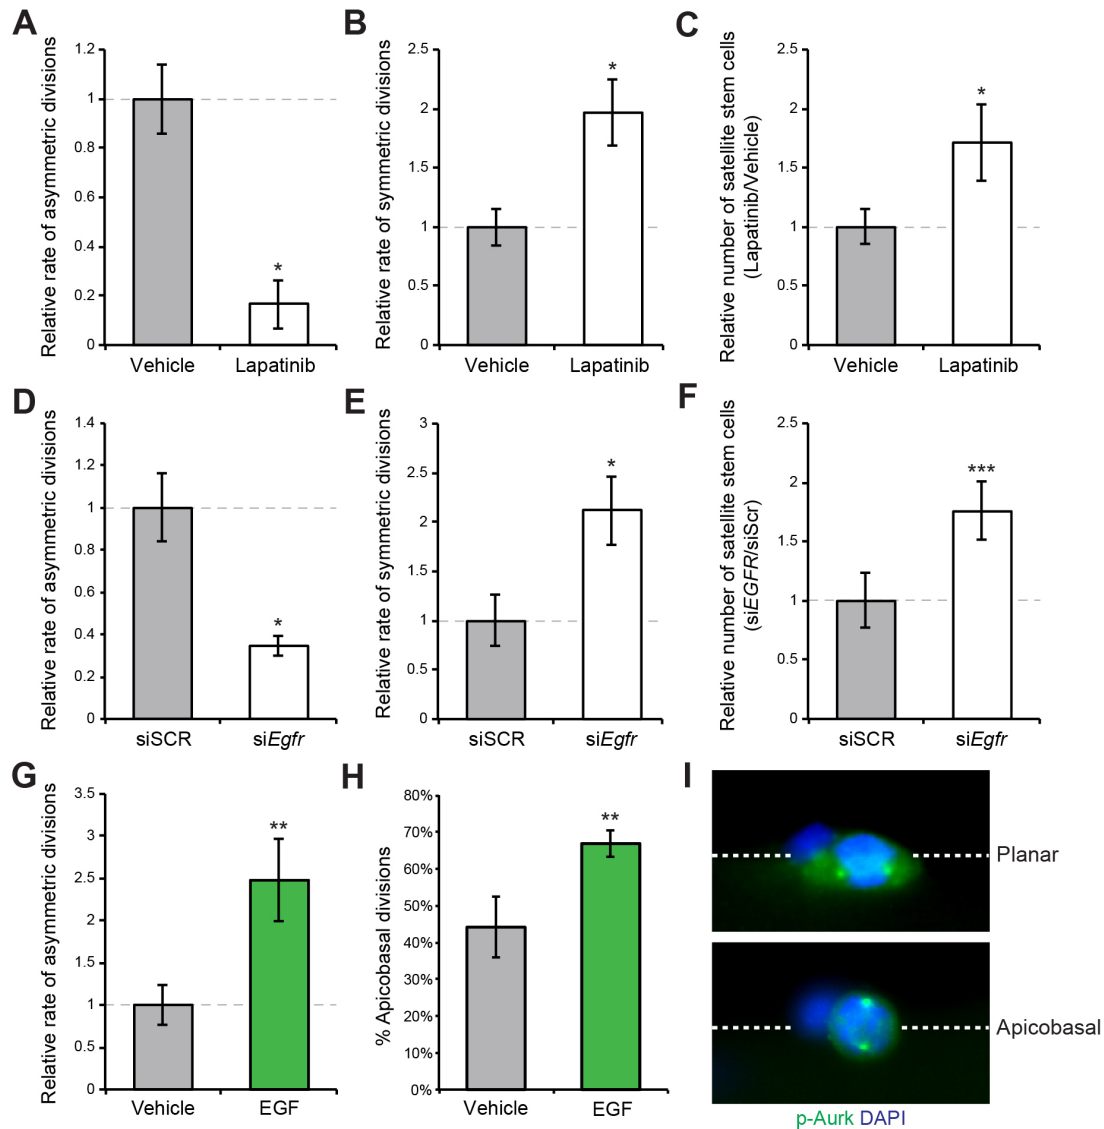 A
Relative rate of asymmetric divisions
1.2
1
0.8
0.6
0.4
0.2
0
*
Vehicle
Lapatinib
B
Relative rate of symmetric divisions
2.5
2
1.5
1
0.5
0
*
Vehicle
Lapatinib
C
Relative number of satellite stem cells
(Lapatinib/Vehicle)
2.5
2
1.5
1
0.5
0
*
Vehicle
Lapatinib
D
Relative rate of asymmetric divisions
1.4
1.2
1
0.8
0.6
0.4
0.2
0
*
siSCR
siEgfr
E
Relative rate of symmetric divisions
3
2.5
2
1.5
1
0.5
0
*
siSCR
siEgfr
F
Relative number of satellite stem cells
(siEGFR/siScr)
2.5
2
1.5
1
0.5
0
***
siSCR
siEgfr
G
Relative rate of asymmetric divisions
3.5
3
2.5
2
1.5
1
0.5
0
**
Vehicle
EGF
H
% Apicobasal divisions
80%
70%
60%
50%
40%
30%
20%
10%
0%
**
Vehicle
EGF
I
Planar
Apicobasal
p-Aurk DAPI